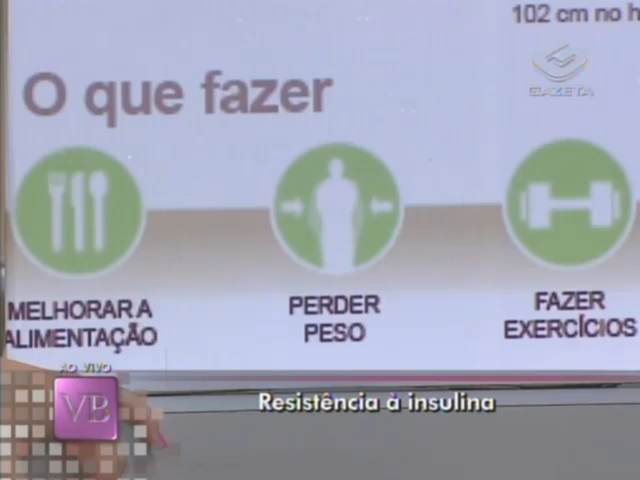 102 cm no h
GAZETA
O que fazer
MELHORAR A
ALIMENTAÇÃO
PERDER
PESO
FAZER
EXERCÍCIOS
AO VIVO
VB
Resistência à insulina